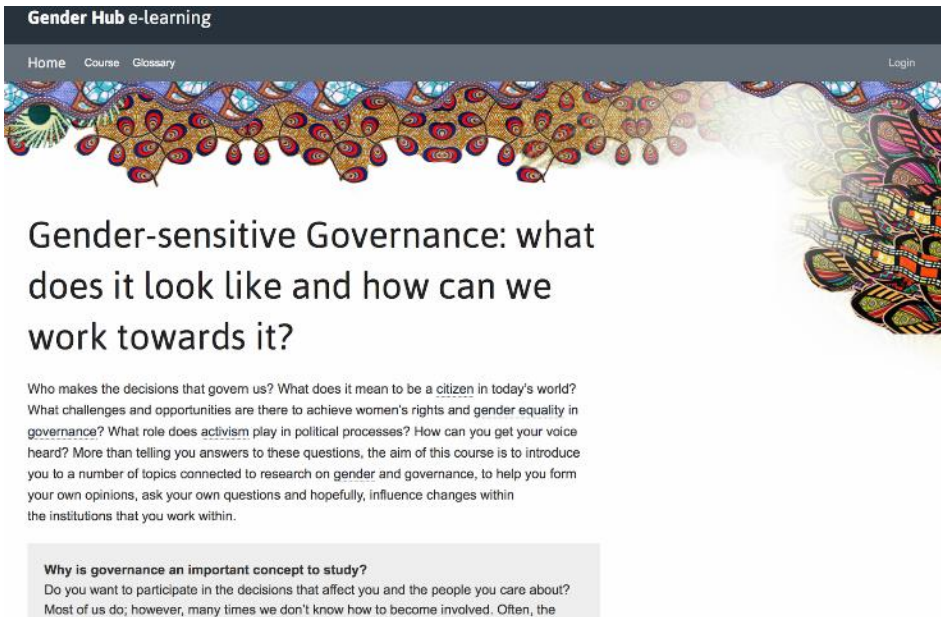 Gender Hub e-learning
Home Course Glossary Login
Gender-sensitive Governance: what
does it look like and how can we
work towards it?
Who makes the decisions that govern us? What does it mean to be a citizen in today's world?
What challenges and opportunities are there to achieve women's rights and gender equality in
governance? What role does activism play in political processes? How can you get your voice
heard? More than telling you answers to these questions, the aim of this course is to introduce
you to a number of topics connected to research on gender and governance, to help you form
your own opinions, ask your own questions and hopefully, influence changes within
the institutions that you work within.
Why is governance an important concept to study?
Do you want to participate in the decisions that affect you and the people you care about?
Most of us do; however, many times we don't know how to become involved. Often, the